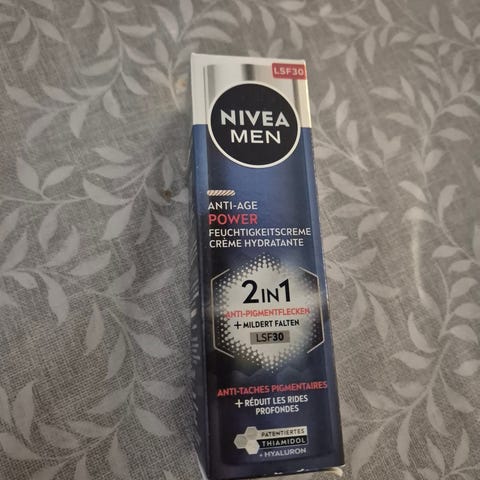 LSF30
NIVEA
MEN
ANTI-AGE
POWER
FEUCHTIGKEITSCREME
CRÈME HYDRATANTE
2IN1
ANTI-PIGMENTFLECKEN
+ MILDERT FALTEN
LSF30
ANTI-TACHES PIGMENTAIRES
+ RÉDUIT LES RIDES
PROFONDES
PATENTIERTES
THIAMIDOL
+ HYALURON